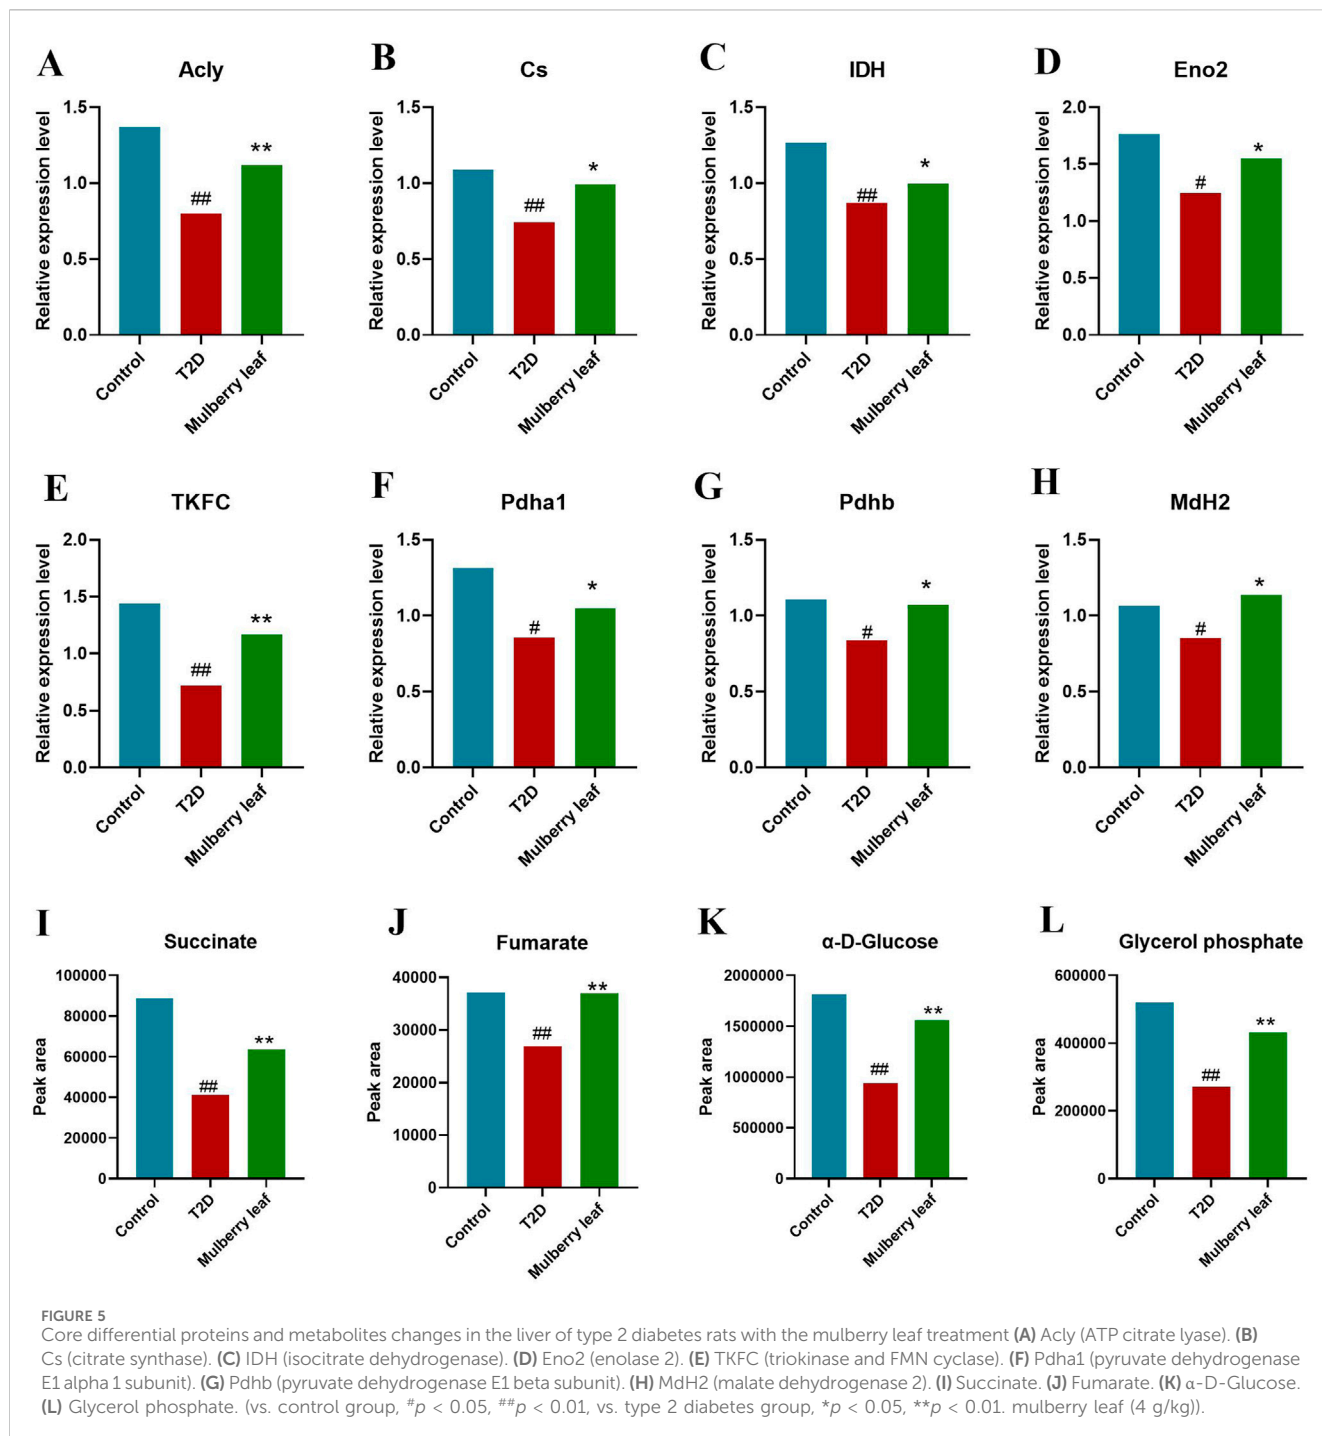 A
Acly
Relative expression level
1.5
1.0
0.5
0.0
##
**
Control
T2D
Mulberry leaf
B
Cs
Relative expression level
1.5
1.0
0.5
0.0
##
*
Control
T2D
Mulberry leaf
C
IDH
Relative expression level
1.5
1.0
0.5
0.0
##
*
Control
T2D
Mulberry leaf
D
Eno2
Relative expression level
2.0
1.5
1.0
0.5
0.0
#
*
Control
T2D
Mulberry leaf
E
TKFC
Relative expression level
2.0
1.5
1.0
0.5
0.0
##
**
Control
T2D
Mulberry leaf
F
Pdha1
Relative expression level
1.5
1.0
0.5
0.0
#
*
Control
T2D
Mulberry leaf
G
Pdhb
Relative expression level
1.5
1.0
0.5
0.0
#
*
Control
T2D
Mulberry leaf
H
MdH2
Relative expression level
1.5
1.0
0.5
0.0
#
*
Control
T2D
Mulberry leaf
I
Succinate
Peak area
100000
80000
60000
40000
20000
0
##
**
Control
T2D
Mulberry leaf
J
Fumarate
Peak area
40000
30000
20000
10000
0
##
**
Control
T2D
Mulberry leaf
K
α-D-Glucose
Peak area
2000000
1500000
1000000
500000
0
##
**
Control
T2D
Mulberry leaf
L
Glycerol phosphate
Peak area
600000
400000
200000
0
##
**
Control
T2D
Mulberry leaf
FIGURE 5
Core differential proteins and metabolites changes in the liver of type 2 diabetes rats with the mulberry leaf treatment (A) Acly (ATP citrate lyase). (B)
Cs (citrate synthase). (C) IDH (isocitrate dehydrogenase). (D) Eno2 (enolase 2). (E) TKFC (triokinase and FMN cyclase). (F) Pdha1 (pyruvate dehydrogenase
E1 alpha 1 subunit). (G) Pdhb (pyruvate dehydrogenase E1 beta subunit). (H) MdH2 (malate dehydrogenase 2). (I) Succinate. (J) Fumarate. (K) α-D-Glucose.
(L) Glycerol phosphate. (vs. control group, #p < 0.05, ##p < 0.01, vs. type 2 diabetes group, *p < 0.05, **p < 0.01. mulberry leaf (4 g/kg)).